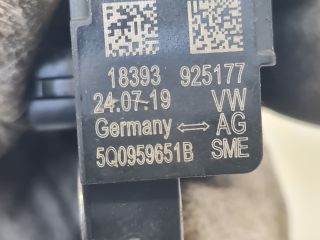 18393 925177
24.07.19 VW
Germany ⇔ AG
5Q0959651B SME